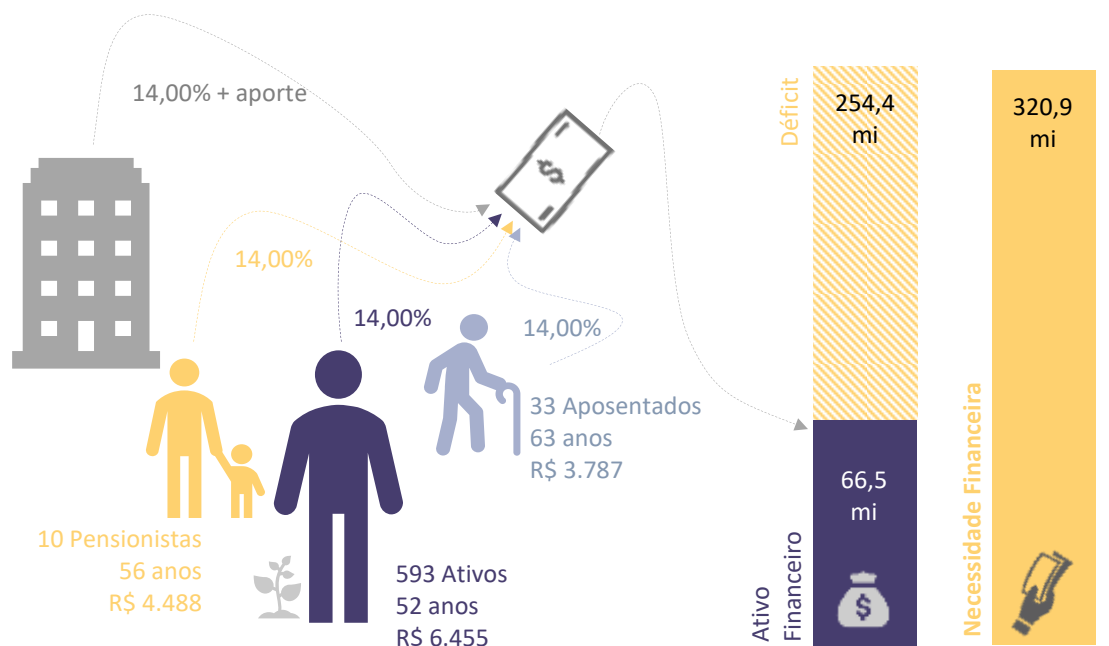 14,00% + aporte
14,00%
14,00%
14,00%
10 Pensionistas
56 anos
R$ 4.488
593 Ativos
52 anos
R$ 6.455
33 Aposentados
63 anos
R$ 3.787
Déficit
254,4
mi
Ativo
Financeiro
66,5
mi
$
$
Necessidade Financeira
320,9
mi